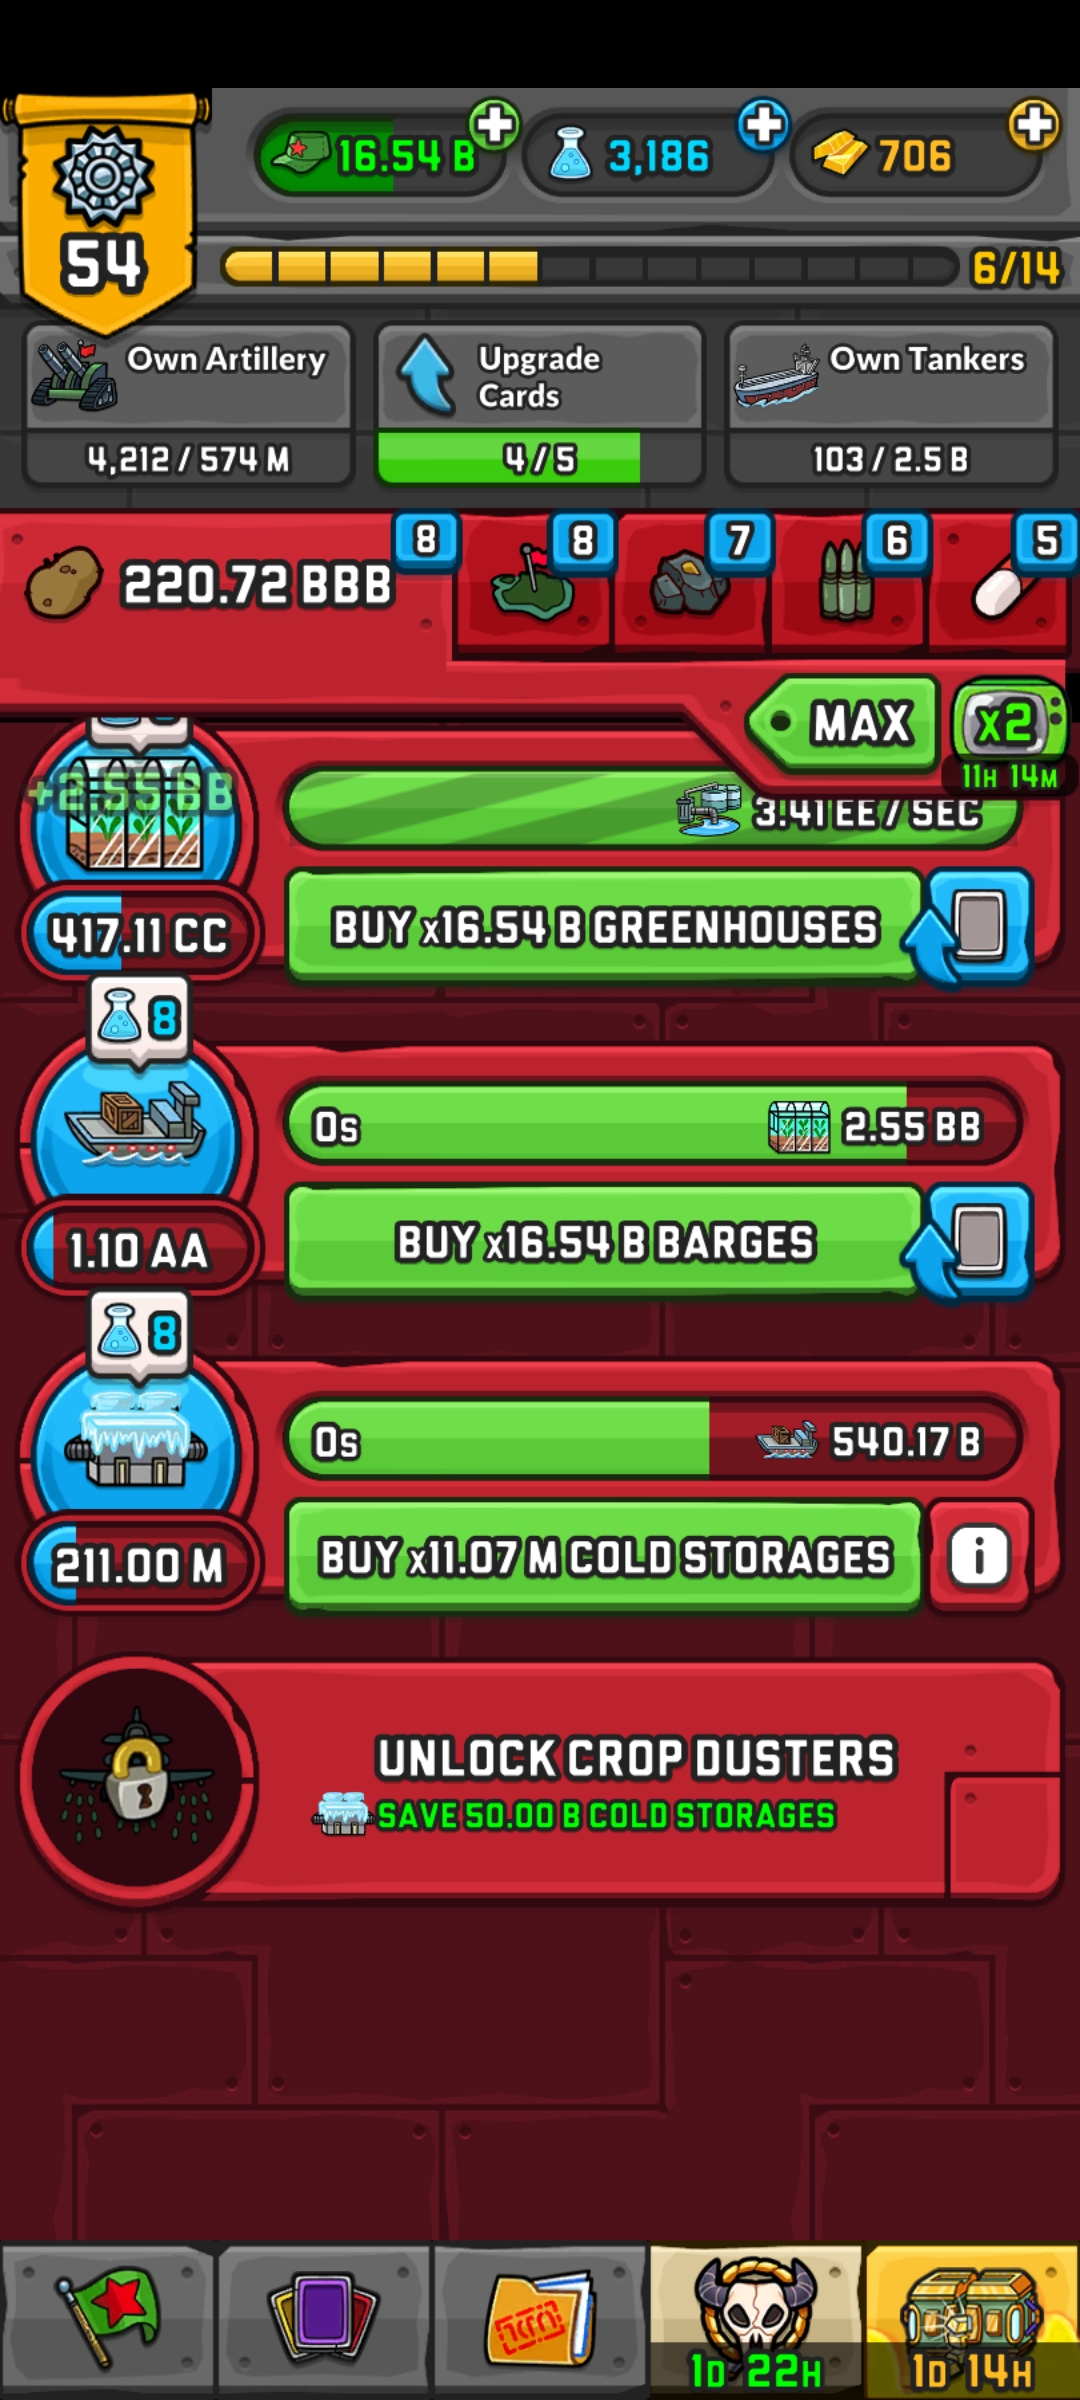 16.54 B
3,186
706
54
6/14
Own Artillery
4,212 / 574 M
Upgrade
Cards
4 / 5
Own Tankers
103 / 2.5 B
220.72 BBB
8
8
7
6
5
MAX
x2
11H 14M
+2.55 BB
3.41 EE / SEC
417.11 CC
BUY x16.54 B GREENHOUSES
8
0s
2.55 BB
1.10 AA
BUY x16.54 B BARGES
8
0s
540.17 B
211.00 M
BUY x11.07 M COLD STORAGES
i
UNLOCK CROP DUSTERS
SAVE 50.00 B COLD STORAGES
1D 22H
1D 14H